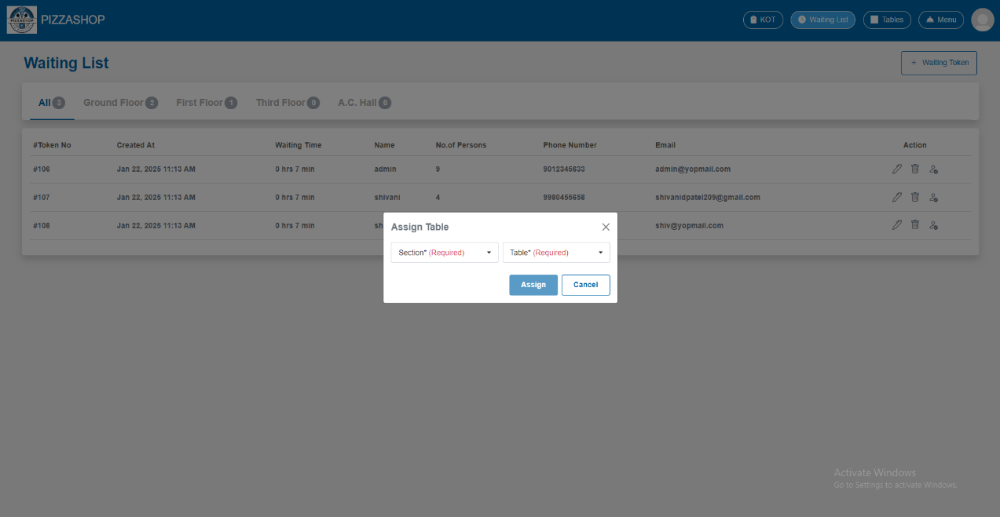 PIZZASHOP
PIZZASHOP
KOT
Waiting List
Tables
Menu
Waiting List
+ Waiting Token
All 3
Ground Floor 2
First Floor 1
Third Floor 0
A.C. Hall 0
#Token No Created At Waiting Time Name No.of Persons Phone Number Email Action
#106 Jan 22, 2025 11:13 AM 0 hrs 7 min admin 9 9012345633 admin@yopmail.com
#107 Jan 22, 2025 11:13 AM 0 hrs 7 min shivani 4 9980455658 shivanidpatel209@gmail.com
#108 Jan 22, 2025 11:13 AM 0 hrs 7 min sh shiv@yopmail.com
Assign Table
Section* (Required)
Table* (Required)
Assign
Cancel
Activate Windows
Go to Settings to activate Windows.